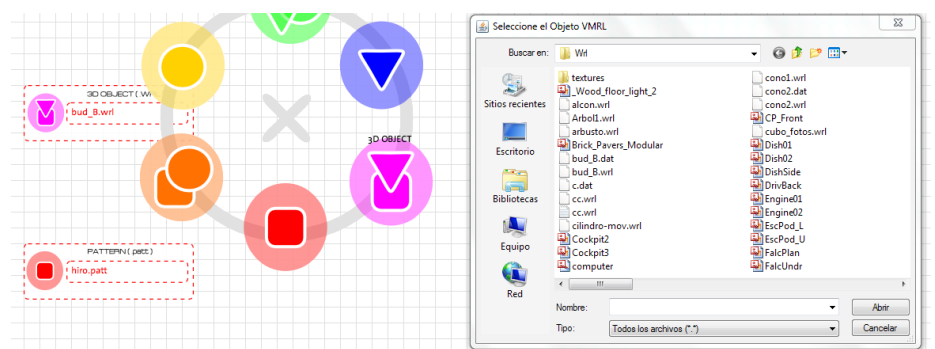 3D OBJECT ( Wr
bud_B.wrl
3D OBJECT
PATTERN ( patt )
hiro.patt
Seleccione el Objeto VMRL
Buscar en:
Wrl
Sitios recientes
Escritorio
Bibliotecas
Equipo
Red
textures
_Wood_floor_light_2
alcon.wrl
Arbol1.wrl
arbusto.wrl
Brick_Pavers_Modular
bud_B.dat
bud_B.wrl
c.dat
cc.wrl
cc.wrl
cilindro-mov.wrl
Cockpit2
Cockpit3
computer
cono1.wrl
cono2.dat
cono2.wrl
CP_Front
cubo_fotos.wrl
Dish01
Dish02
DishSide
DrivBack
Engine01
Engine02
EscPod_L
EscPod_U
FalcPlan
FalcUndr
Nombre:
Abrir
Tipo:
Todos los archivos (*.*)
Cancelar